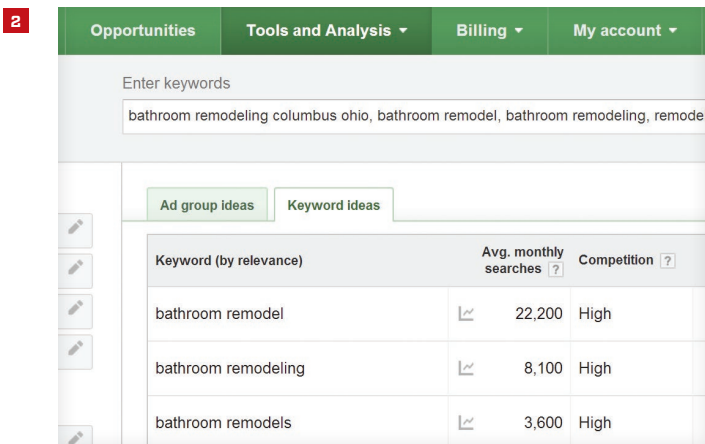 2
Opportunities Tools and Analysis Billing My account
Enter keywords
bathroom remodeling columbus ohio, bathroom remodel, bathroom remodeling, remode
Ad group ideas Keyword ideas
Keyword (by relevance) Avg. monthly searches ? Competition ?
bathroom remodel 22,200 High
bathroom remodeling 8,100 High
bathroom remodels 3,600 High